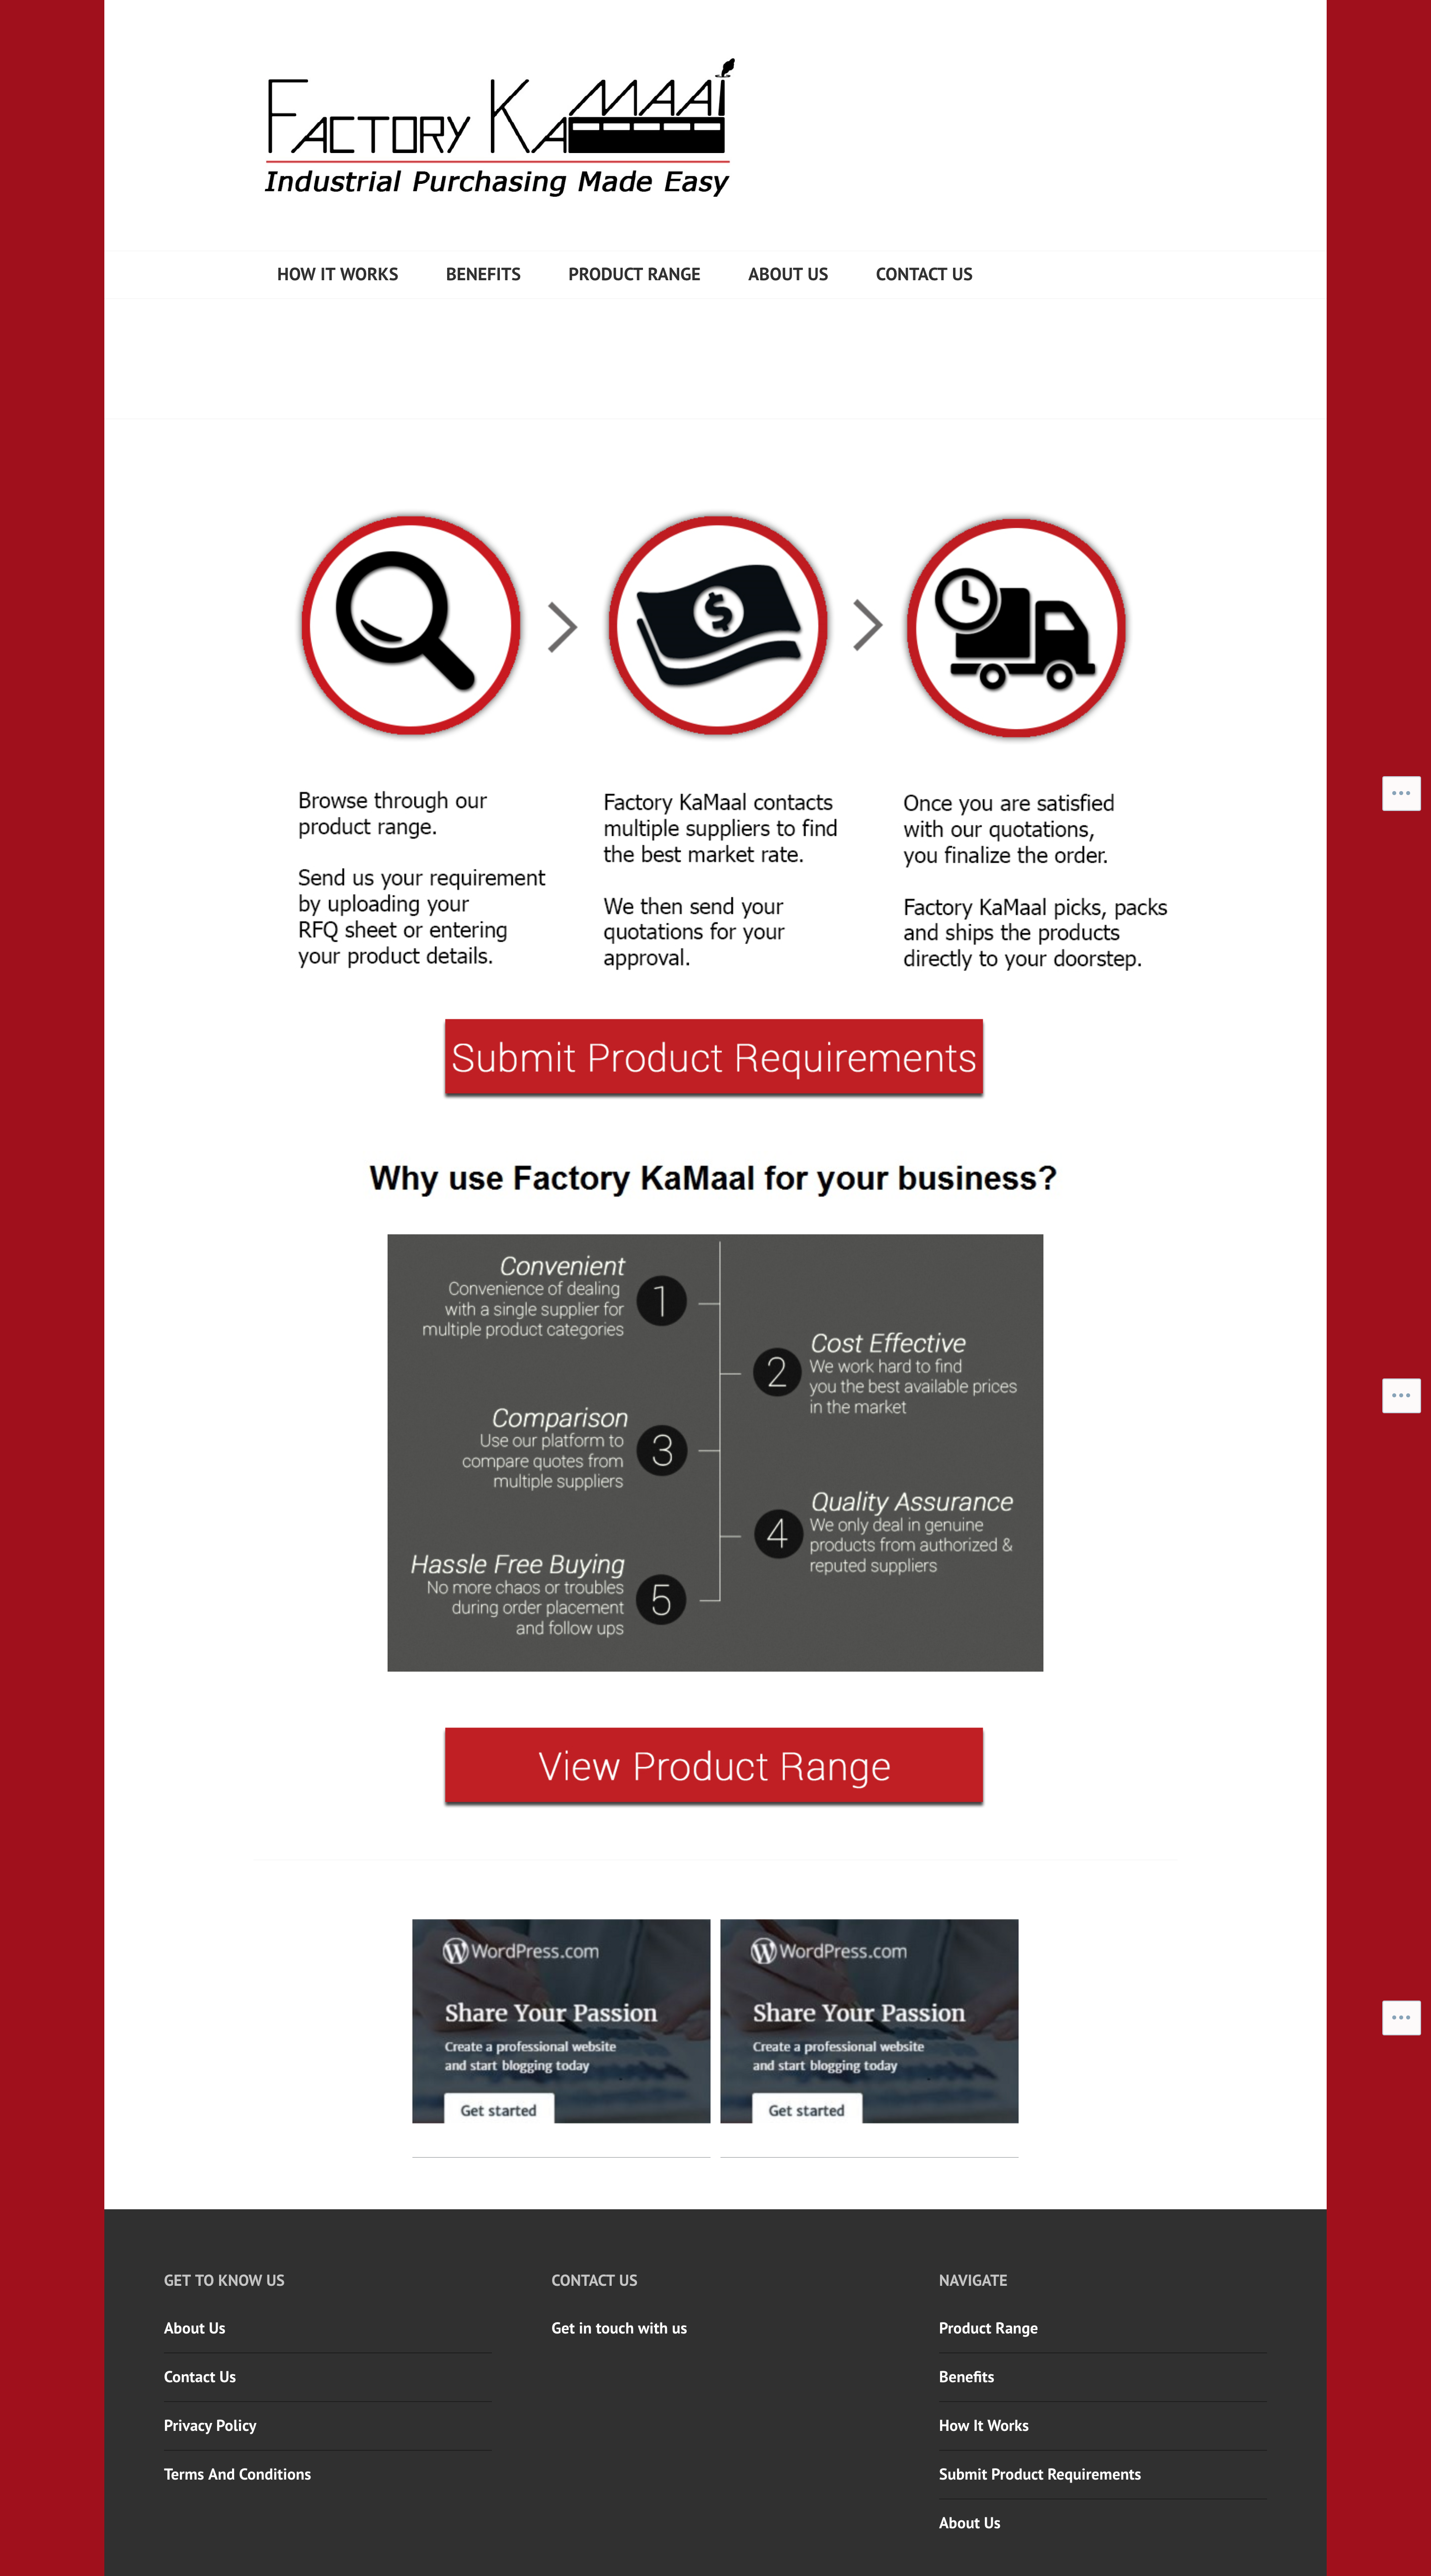 FACTORY KAMAAL
Industrial Purchasing Made Easy
HOW IT WORKS
BENEFITS
PRODUCT RANGE
ABOUT US
CONTACT US
Browse through our
product range.
Send us your requirement
by uploading your
RFQ sheet or entering
your product details.
Factory KaMaal contacts
multiple suppliers to find
the best market rate.
We then send your
quotations for your
approval.
Once you are satisfied
with our quotations,
you finalize the order.
Factory KaMaal picks, packs
and ships the products
directly to your doorstep.
Submit Product Requirements
Why use Factory KaMaal for your business?
Convenient
Convenience of dealing
with a single supplier for
multiple product categories
1
2
Cost Effective
We work hard to find
you the best available prices
in the market
Comparison
Use our platform to
compare quotes from
multiple suppliers
3
4
Quality Assurance
We only deal in genuine
products from authorized &
reputed suppliers
Hassle Free Buying
No more chaos or troubles
during order placement
and follow ups
5
View Product Range
WordPress.com
Share Your Passion
Create a professional website
and start blogging today
Get started
WordPress.com
Share Your Passion
Create a professional website
and start blogging today
Get started
GET TO KNOW US
About Us
Contact Us
Privacy Policy
Terms And Conditions
CONTACT US
Get in touch with us
NAVIGATE
Product Range
Benefits
How It Works
Submit Product Requirements
About Us